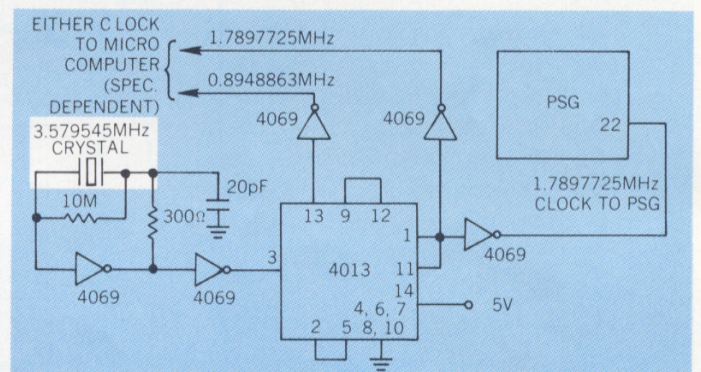 EITHER CLOCK
TO MICRO
COMPUTER
(SPEC.
DEPENDENT)
1.7897725MHz
0.8948863MHz
4069
4069
PSG
22
3.579545MHz
CRYSTAL
10M
20pF
300Ω
1.7897725MHz
CLOCK TO PSG
13
9
12
3
4013
1
11
14
4, 6, 7
8, 10
2
5
5V
4069
4069
4069